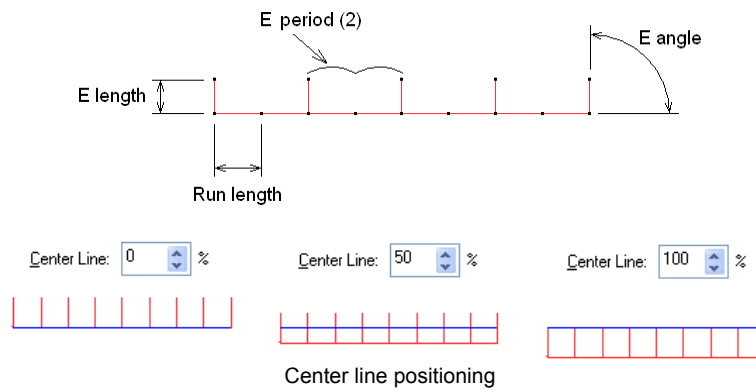 E period (2)
E angle
E length
Run length
Center Line: 0 %
Center Line: 50 %
Center Line: 100 %
Center line positioning